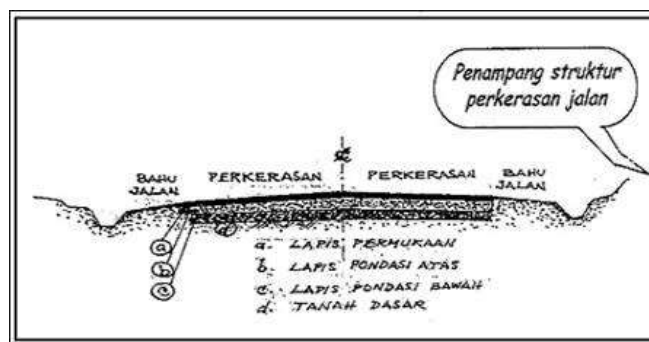 Penampang struktur
perkerasan jalan
BAHU
JALAN
PERKERASAN
PERKERASAN
BAHU
JALAN
a
b
c
d
a. LAPIS PERMUKAAN
b. LAPIS PONDASI ATAS
c. LAPIS PONDASI BAWAH
d. TANAH DASAR